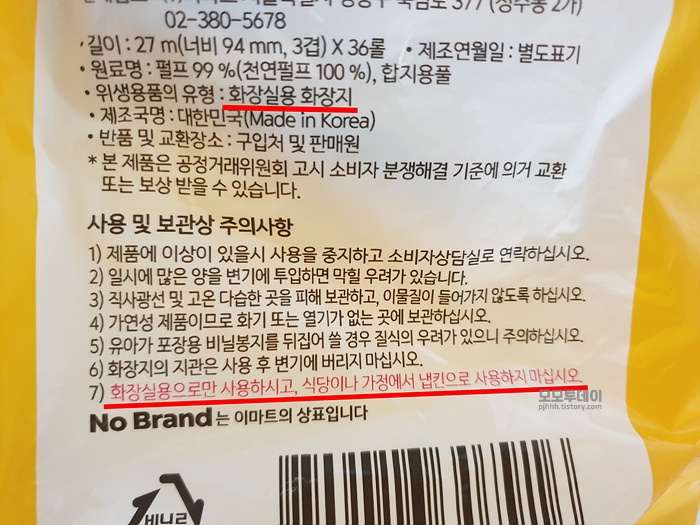 02-380-5678
•길이 : 27 m(너비 94 mm, 3겹) X 36롤 •제조연월일 : 별도표기
•원료명 : 펄프 99 %(천연펄프 100 %), 합지용풀
•위생용품의 유형 : 화장실용 화장지
•제조국명 : 대한민국(Made in Korea)
•반품 및 교환장소 : 구입처 및 판매원
* 본 제품은 공정거래위원회 고시 소비자 분쟁해결 기준에 의거 교환
또는 보상 받을 수 있습니다.
사용 및 보관상 주의사항
1) 제품에 이상이 있을시 사용을 중지하고 소비자상담실로 연락하십시오.
2) 일시에 많은 양을 변기에 투입하면 막힐 우려가 있습니다.
3) 직사광선 및 고온 다습한 곳을 피해 보관하고, 이물질이 들어가지 않도록 하십시오.
4) 가연성 제품이므로 화기 또는 열기가 없는 곳에 보관하십시오.
5) 유아가 포장용 비닐봉지를 뒤집어 쓸 경우 질식의 우려가 있으니 주의하십시오.
6) 화장지의 지관은 사용 후 변기에 버리지 마십시오.
7) 화장실용으로만 사용하시고, 식당이나 가정에서 냅킨으로 사용하지 마십시오.
모모투데이
pjhhh.tistory.com
No Brand 는 이마트의 상표입니다
비닐류